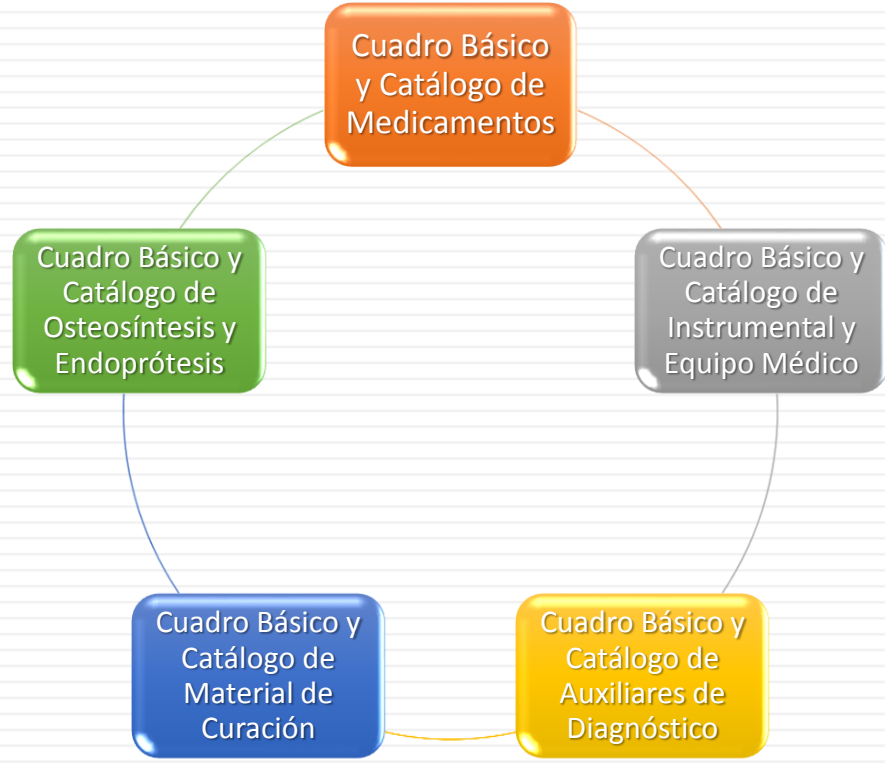 Cuadro Básico
y Catálogo de
Medicamentos
Cuadro Básico y
Catálogo de
Osteosíntesis y
Endoprótesis
Cuadro Básico y
Catálogo de
Instrumental y
Equipo Médico
Cuadro Básico y
Catálogo de
Material de
Curación
Cuadro Básico y
Catálogo de
Auxiliares de
Diagnóstico